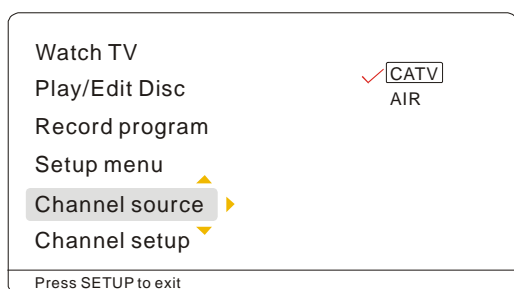 Watch TV
Play/Edit Disc
Record program
Setup menu
Channel source
Channel setup
CATV
AIR
Press SETUP to exit